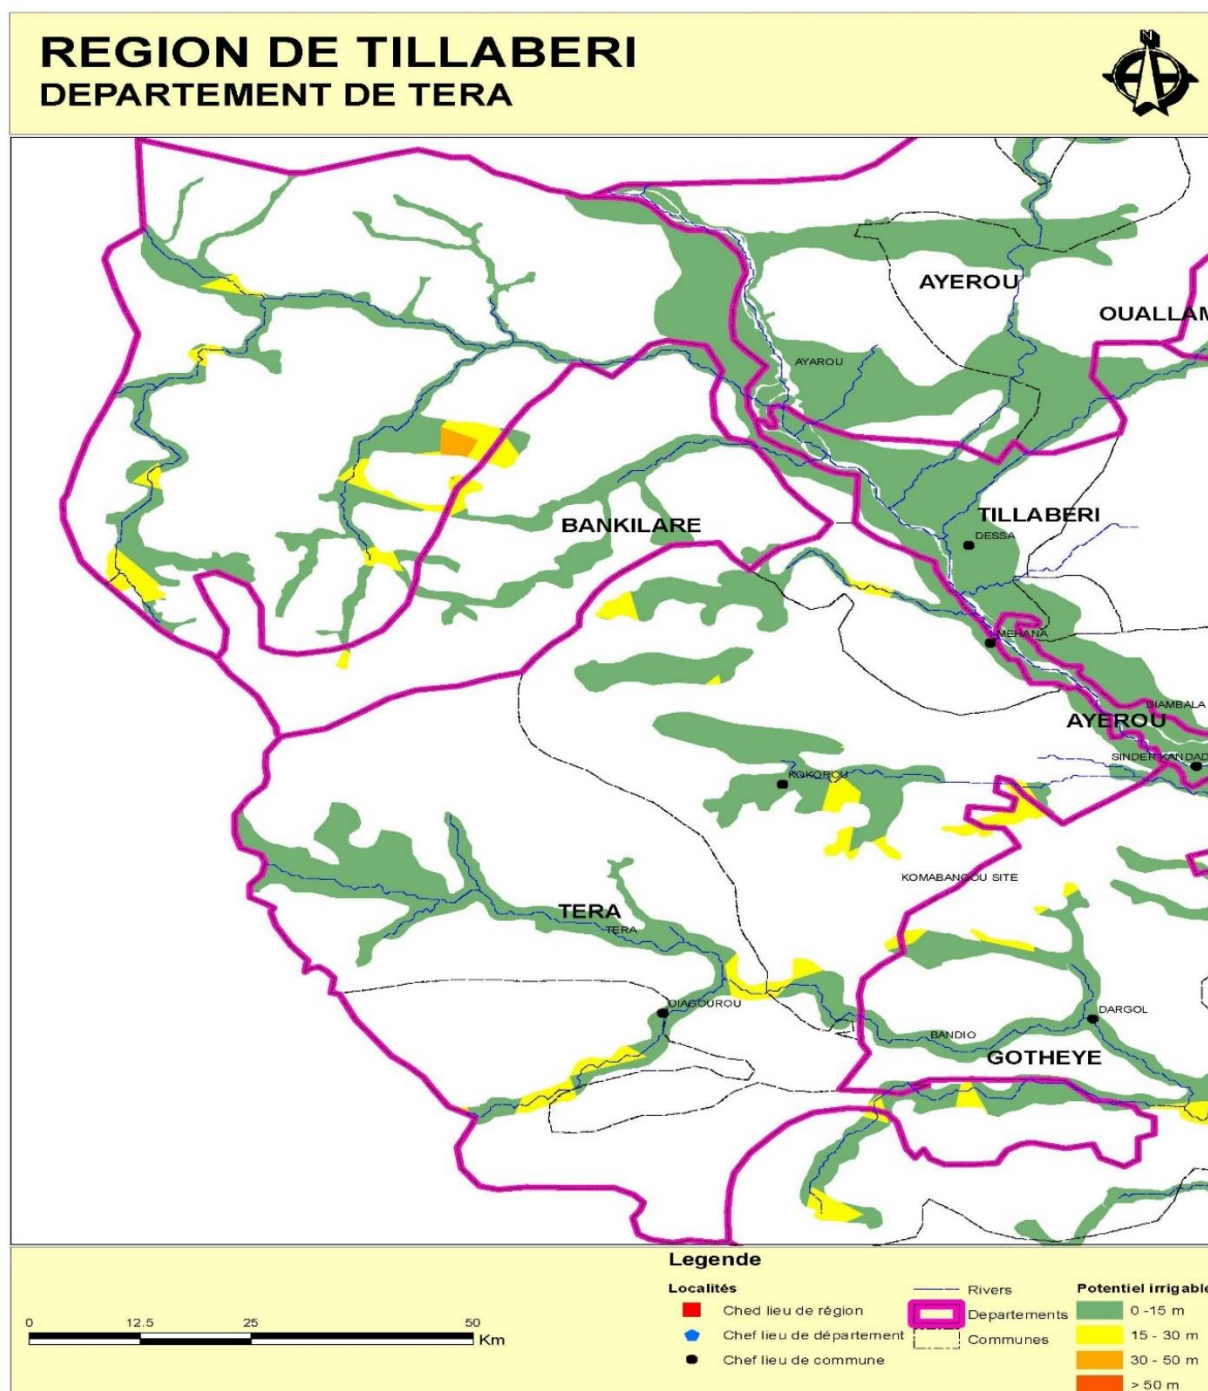 REGION DE TILLABERI
DEPARTEMENT DE TERA
N
AYEROU
OUALLAM
AYAROU
TILLABERI
BANKILARE
DESSA
MEHANA
DIAMBALA
AYEROU
SINDER KANDAD
KOKOROU
KOMABANGOU SITE
TERA
TERA
DIAGOUROU
DARGOL
BANDIO
GOTHEYE
Legende
Localités
Ched lieu de région
Chef lieu de département
Chef lieu de commune
Rivers
Departements
Communes
Potentiel irrigable
0 -15 m
15 - 30 m
30 - 50 m
> 50 m
0 12.5 25 50
Km